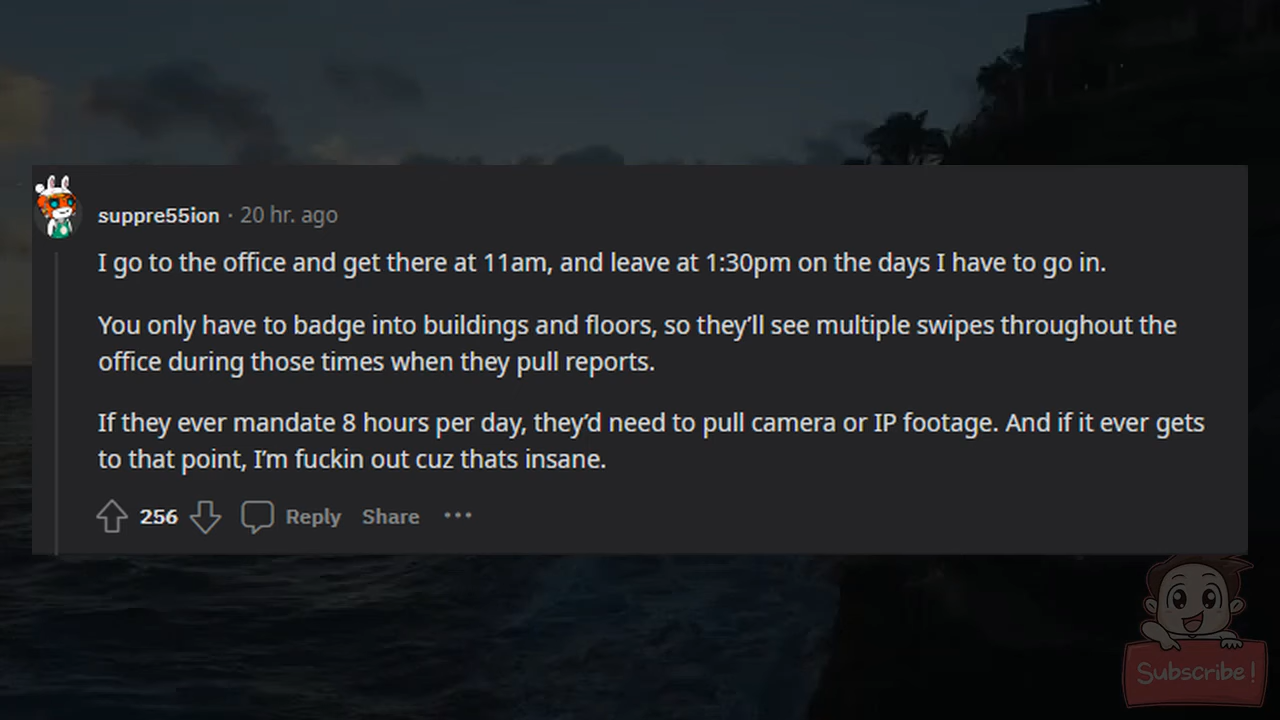 suppre55ion · 20 hr. ago
I go to the office and get there at 11am, and leave at 1:30pm on the days I have to go in.
You only have to badge into buildings and floors, so they’ll see multiple swipes throughout the
office during those times when they pull reports.
If they ever mandate 8 hours per day, they’d need to pull camera or IP footage. And if it ever gets
to that point, I’m fuckin out cuz thats insane.
256 Reply Share ···
Subscribe!